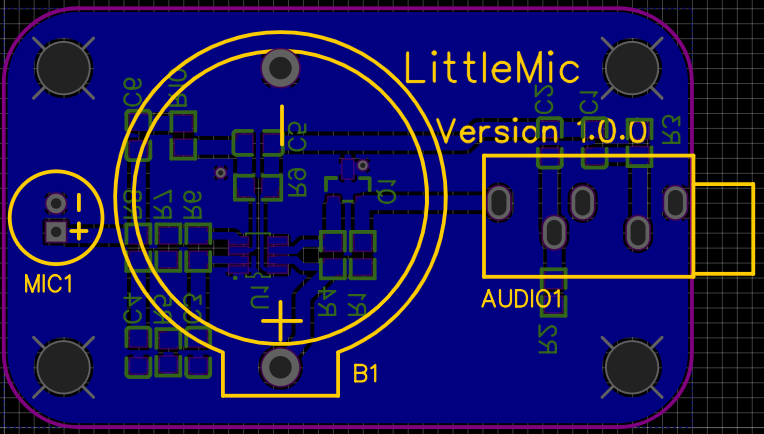 LittleMic
Version 1.0.0
C6
R10
C5
C2
C1
R3
R9
Q1
R8
R7
R6
MIC1
U1
R4
R1
AUDIO1
C4
R5
C3
R2
B1